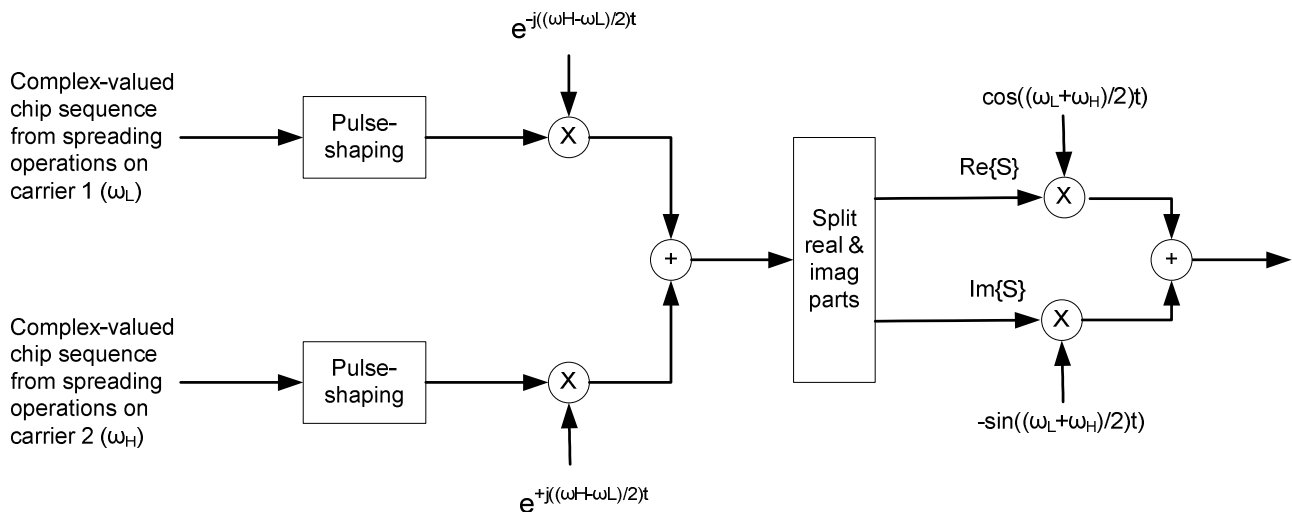 e^-j((ωH-ωL)/2)t
Complex-valued
chip sequence
from spreading
operations on
carrier 1 (ωL)
Pulse-
shaping
X
cos((ωL+ωH)/2)t)
Re{S}
X
Split
real &
imag
parts
+
+
Im{S}
X
-sin((ωL+ωH)/2)t)
Complex-valued
chip sequence
from spreading
operations on
carrier 2 (ωH)
Pulse-
shaping
X
e^+j((ωH-ωL)/2)t